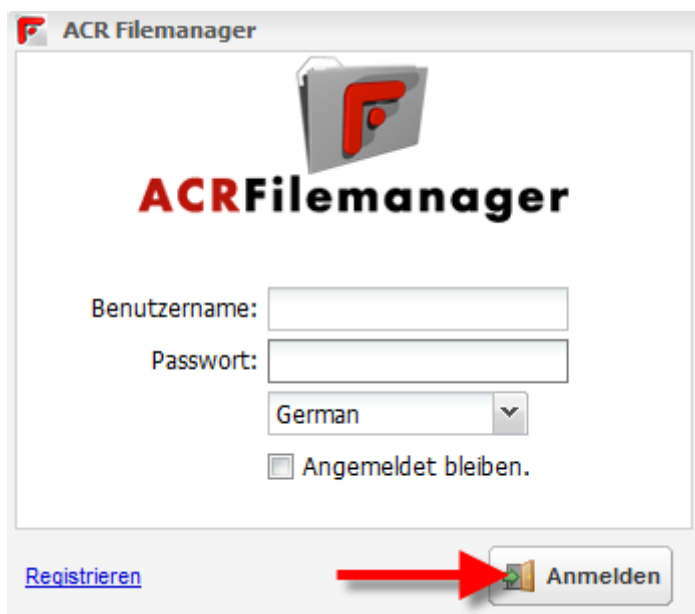 ACR Filemanager
ACRFilemanager
Benutzername:
Passwort:
German
Angemeldet bleiben.
Registrieren
Anmelden